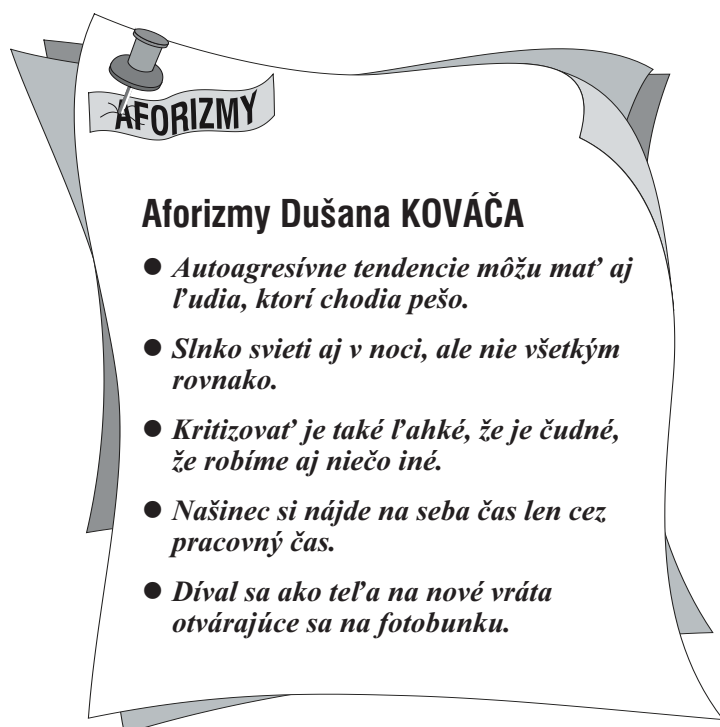 AFORIZMY
Aforizmy Dušana KOVÁČA
● Autoagresívne tendencie môžu mať aj
ľudia, ktorí chodia pešo.
● Slnko svieti aj v noci, ale nie všetkým
rovnako.
● Kritizovať je také ľahké, že je čudné,
že robíme aj niečo iné.
● Našinec si nájde na seba čas len cez
pracovný čas.
● Díval sa ako teľa na nové vráta
otvárajúce sa na fotobunku.